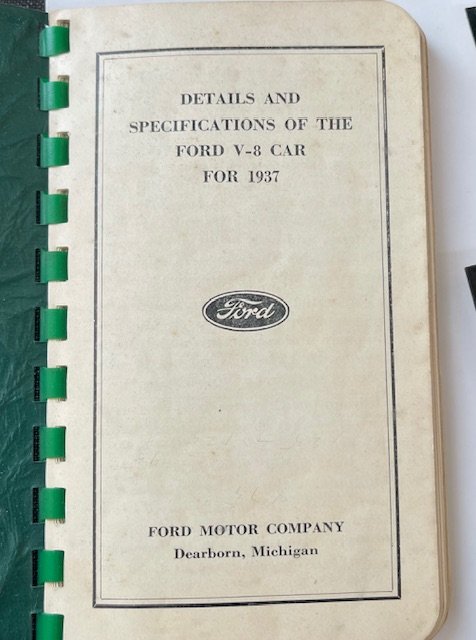 DETAILS AND
SPECIFICATIONS OF THE
FORD V-8 CAR
FOR 1937
Ford
FORD MOTOR COMPANY
Dearborn, Michigan